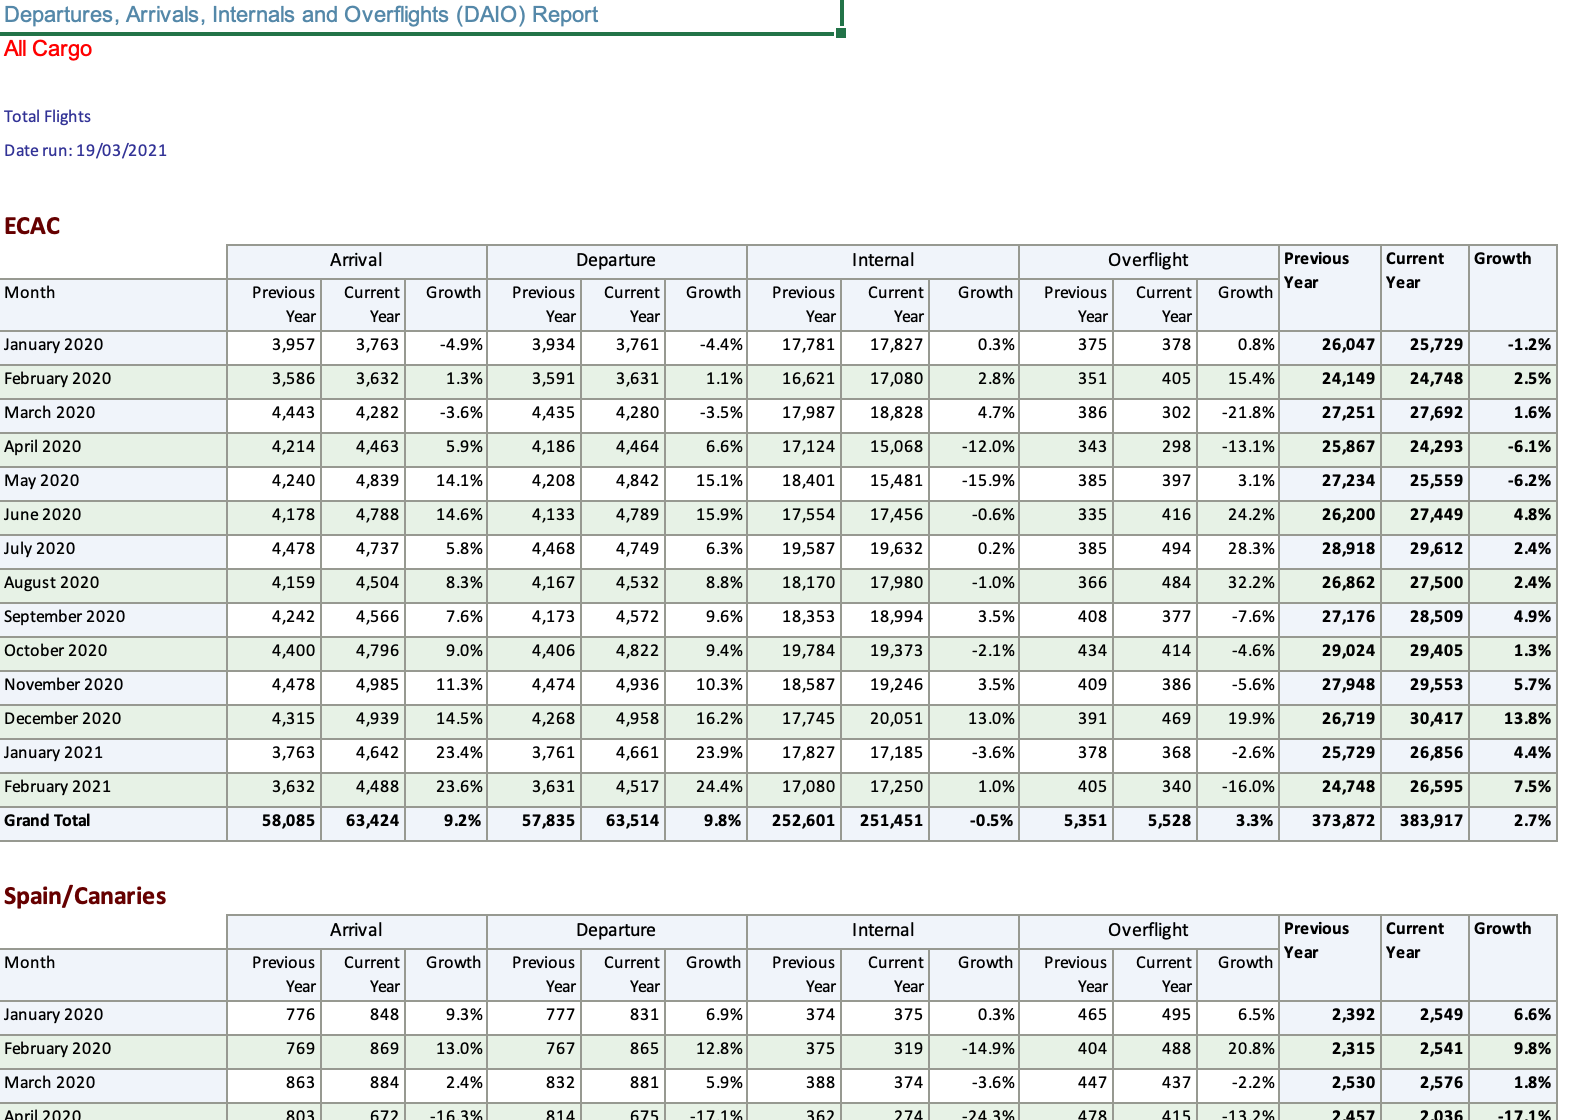 Departures, Arrivals, Internals and Overflights (DAIO) Report
All Cargo
Total Flights
Date run: 19/03/2021
ECAC
Arrival Departure Internal Overflight Previous Year Current Year Growth
Month Previous Year Current Year Growth Previous Year Current Year Growth Previous Year Current Year Growth Previous Year Current Year Growth
January 2020 3,957 3,763 -4.9% 3,934 3,761 -4.4% 17,781 17,827 0.3% 375 378 0.8% 26,047 25,729 -1.2%
February 2020 3,586 3,632 1.3% 3,591 3,631 1.1% 16,621 17,080 2.8% 351 405 15.4% 24,149 24,748 2.5%
March 2020 4,443 4,282 -3.6% 4,435 4,280 -3.5% 17,987 18,828 4.7% 386 302 -21.8% 27,251 27,692 1.6%
April 2020 4,214 4,463 5.9% 4,186 4,464 6.6% 17,124 15,068 -12.0% 343 298 -13.1% 25,867 24,293 -6.1%
May 2020 4,240 4,839 14.1% 4,208 4,842 15.1% 18,401 15,481 -15.9% 385 397 3.1% 27,234 25,559 -6.2%
June 2020 4,178 4,788 14.6% 4,133 4,789 15.9% 17,554 17,456 -0.6% 335 416 24.2% 26,200 27,449 4.8%
July 2020 4,478 4,737 5.8% 4,468 4,749 6.3% 19,587 19,632 0.2% 385 494 28.3% 28,918 29,612 2.4%
August 2020 4,159 4,504 8.3% 4,167 4,532 8.8% 18,170 17,980 -1.0% 366 484 32.2% 26,862 27,500 2.4%
September 2020 4,242 4,566 7.6% 4,173 4,572 9.6% 18,353 18,994 3.5% 408 377 -7.6% 27,176 28,509 4.9%
October 2020 4,400 4,796 9.0% 4,406 4,822 9.4% 19,784 19,373 -2.1% 434 414 -4.6% 29,024 29,405 1.3%
November 2020 4,478 4,985 11.3% 4,474 4,936 10.3% 18,587 19,246 3.5% 409 386 -5.6% 27,948 29,553 5.7%
December 2020 4,315 4,939 14.5% 4,268 4,958 16.2% 17,745 20,051 13.0% 391 469 19.9% 26,719 30,417 13.8%
January 2021 3,763 4,642 23.4% 3,761 4,661 23.9% 17,827 17,185 -3.6% 378 368 -2.6% 25,729 26,856 4.4%
February 2021 3,632 4,488 23.6% 3,631 4,517 24.4% 17,080 17,250 1.0% 405 340 -16.0% 24,748 26,595 7.5%
Grand Total 58,085 63,424 9.2% 57,835 63,514 9.8% 252,601 251,451 -0.5% 5,351 5,528 3.3% 373,872 383,917 2.7%
Spain/Canaries
Arrival Departure Internal Overflight Previous Year Current Year Growth
Month Previous Year Current Year Growth Previous Year Current Year Growth Previous Year Current Year Growth Previous Year Current Year Growth
January 2020 776 848 9.3% 777 831 6.9% 374 375 0.3% 465 495 6.5% 2,392 2,549 6.6%
February 2020 769 869 13.0% 767 865 12.8% 375 319 -14.9% 404 488 20.8% 2,315 2,541 9.8%
March 2020 863 884 2.4% 832 881 5.9% 388 374 -3.6% 447 437 -2.2% 2,530 2,576 1.8%
April 2020 803 672 -16.3% 814 675 -17.1% 362 274 -24.3% 478 415 -13.2% 2,457 2,036 -17.1%